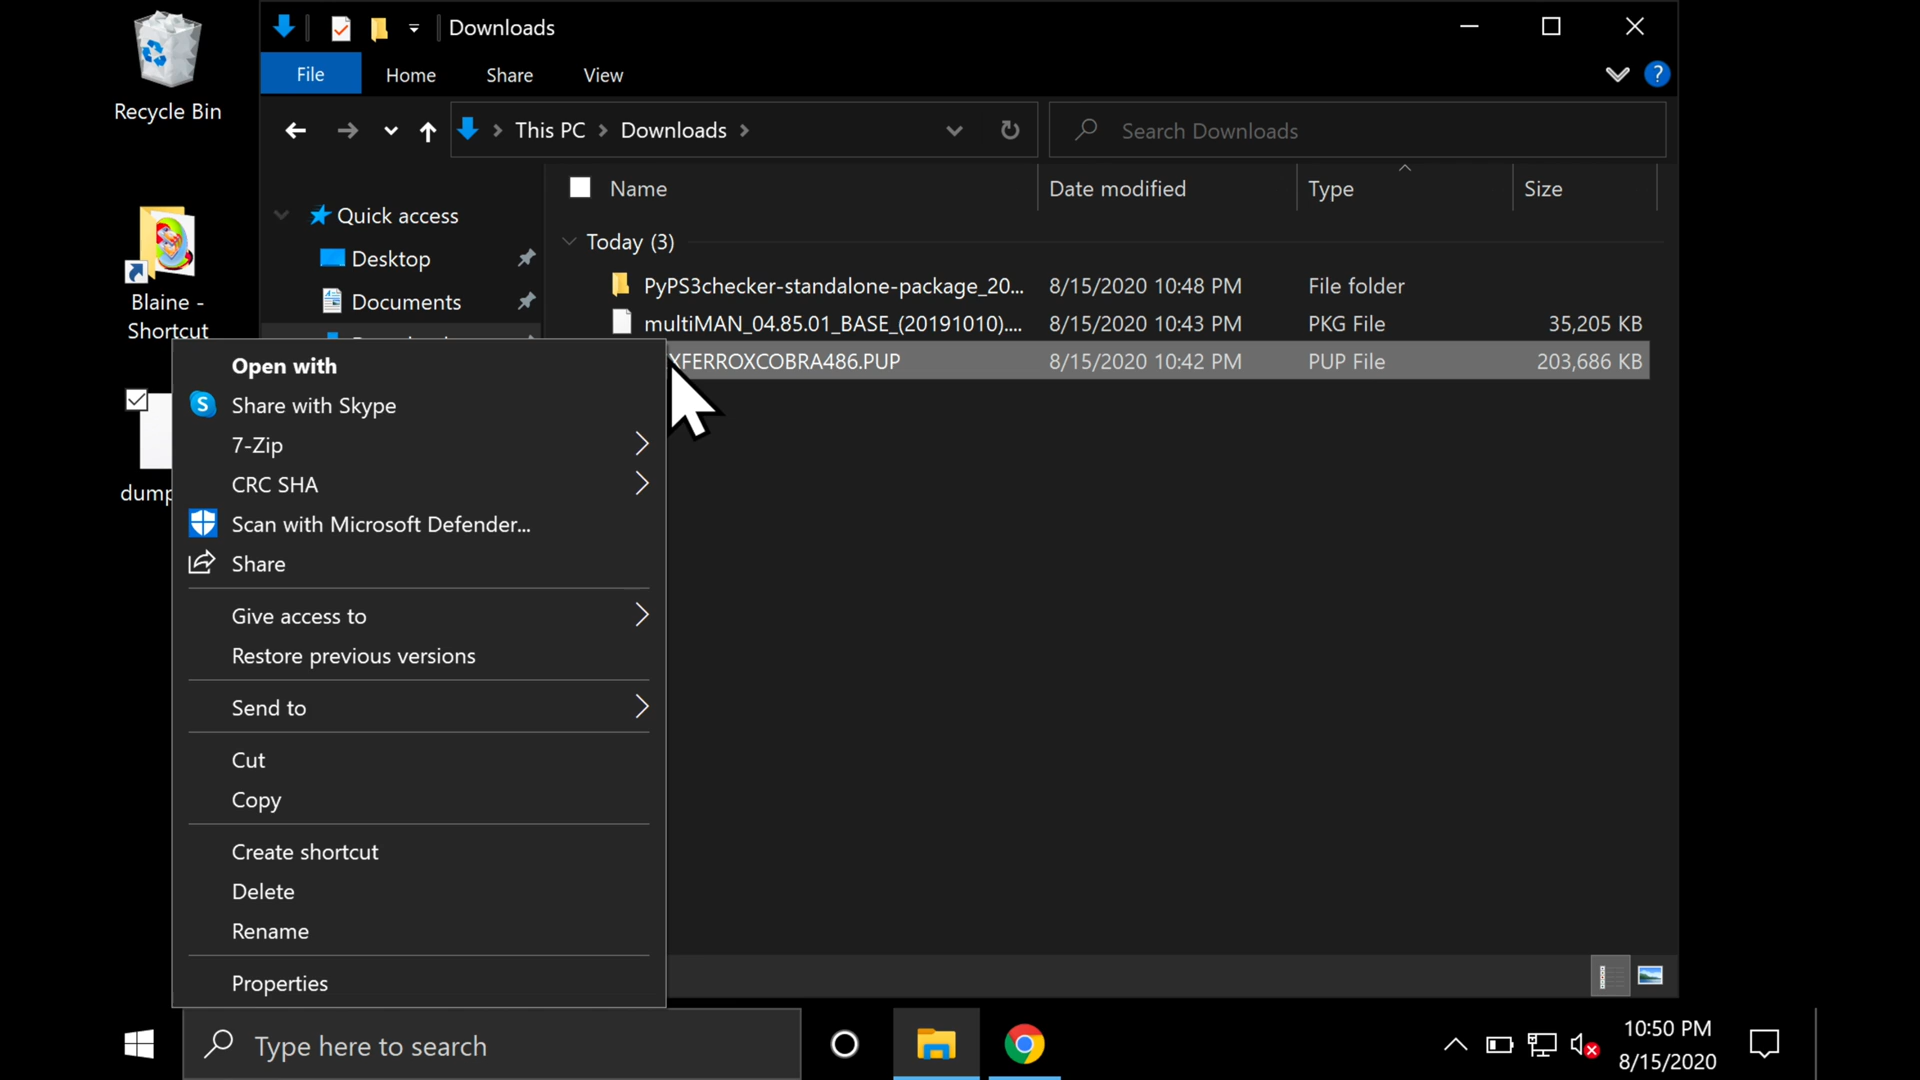 Downloads
File Home Share View
?
This PC Downloads
Search Downloads
Recycle Bin
Name Date modified Type Size
Quick access
Today (3)
Desktop
PyPS3checker-standalone-package_20... 8/15/2020 10:48 PM File folder
Documents
multiMAN_04.85.01_BASE_(20191010).... 8/15/2020 10:43 PM PKG File 35,205 KB
XFERROXCOBRA486.PUP 8/15/2020 10:42 PM PUP File 203,686 KB
Blaine -
Shortcut
dump
Open with
S Share with Skype
7-Zip
CRC SHA
Scan with Microsoft Defender...
Share
Give access to
Restore previous versions
Send to
Cut
Copy
Create shortcut
Delete
Rename
Properties
Type here to search
10:50 PM
8/15/2020